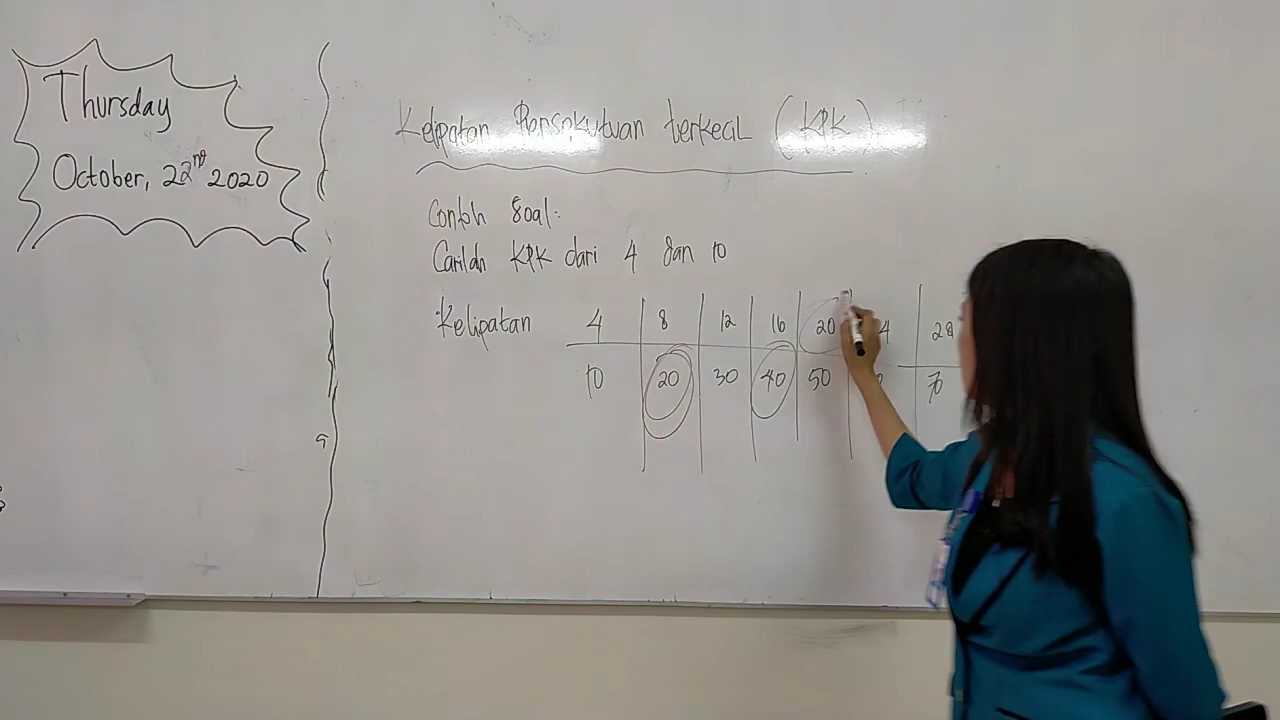 Thursday
October, 22nd 2020
Kelipatan Persekutuan terkecil (KPK)
Contoh Soal:
Carilah KPK dari 4 dan 10
Kelipatan 4 8 12 16 20 28
10 20 30 40 50 70